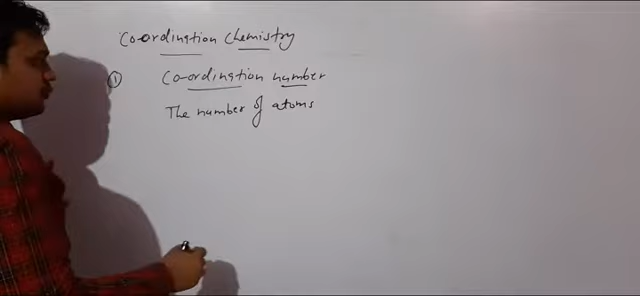 Co-ordination Chemistry
① Co-ordination number
The number of atoms